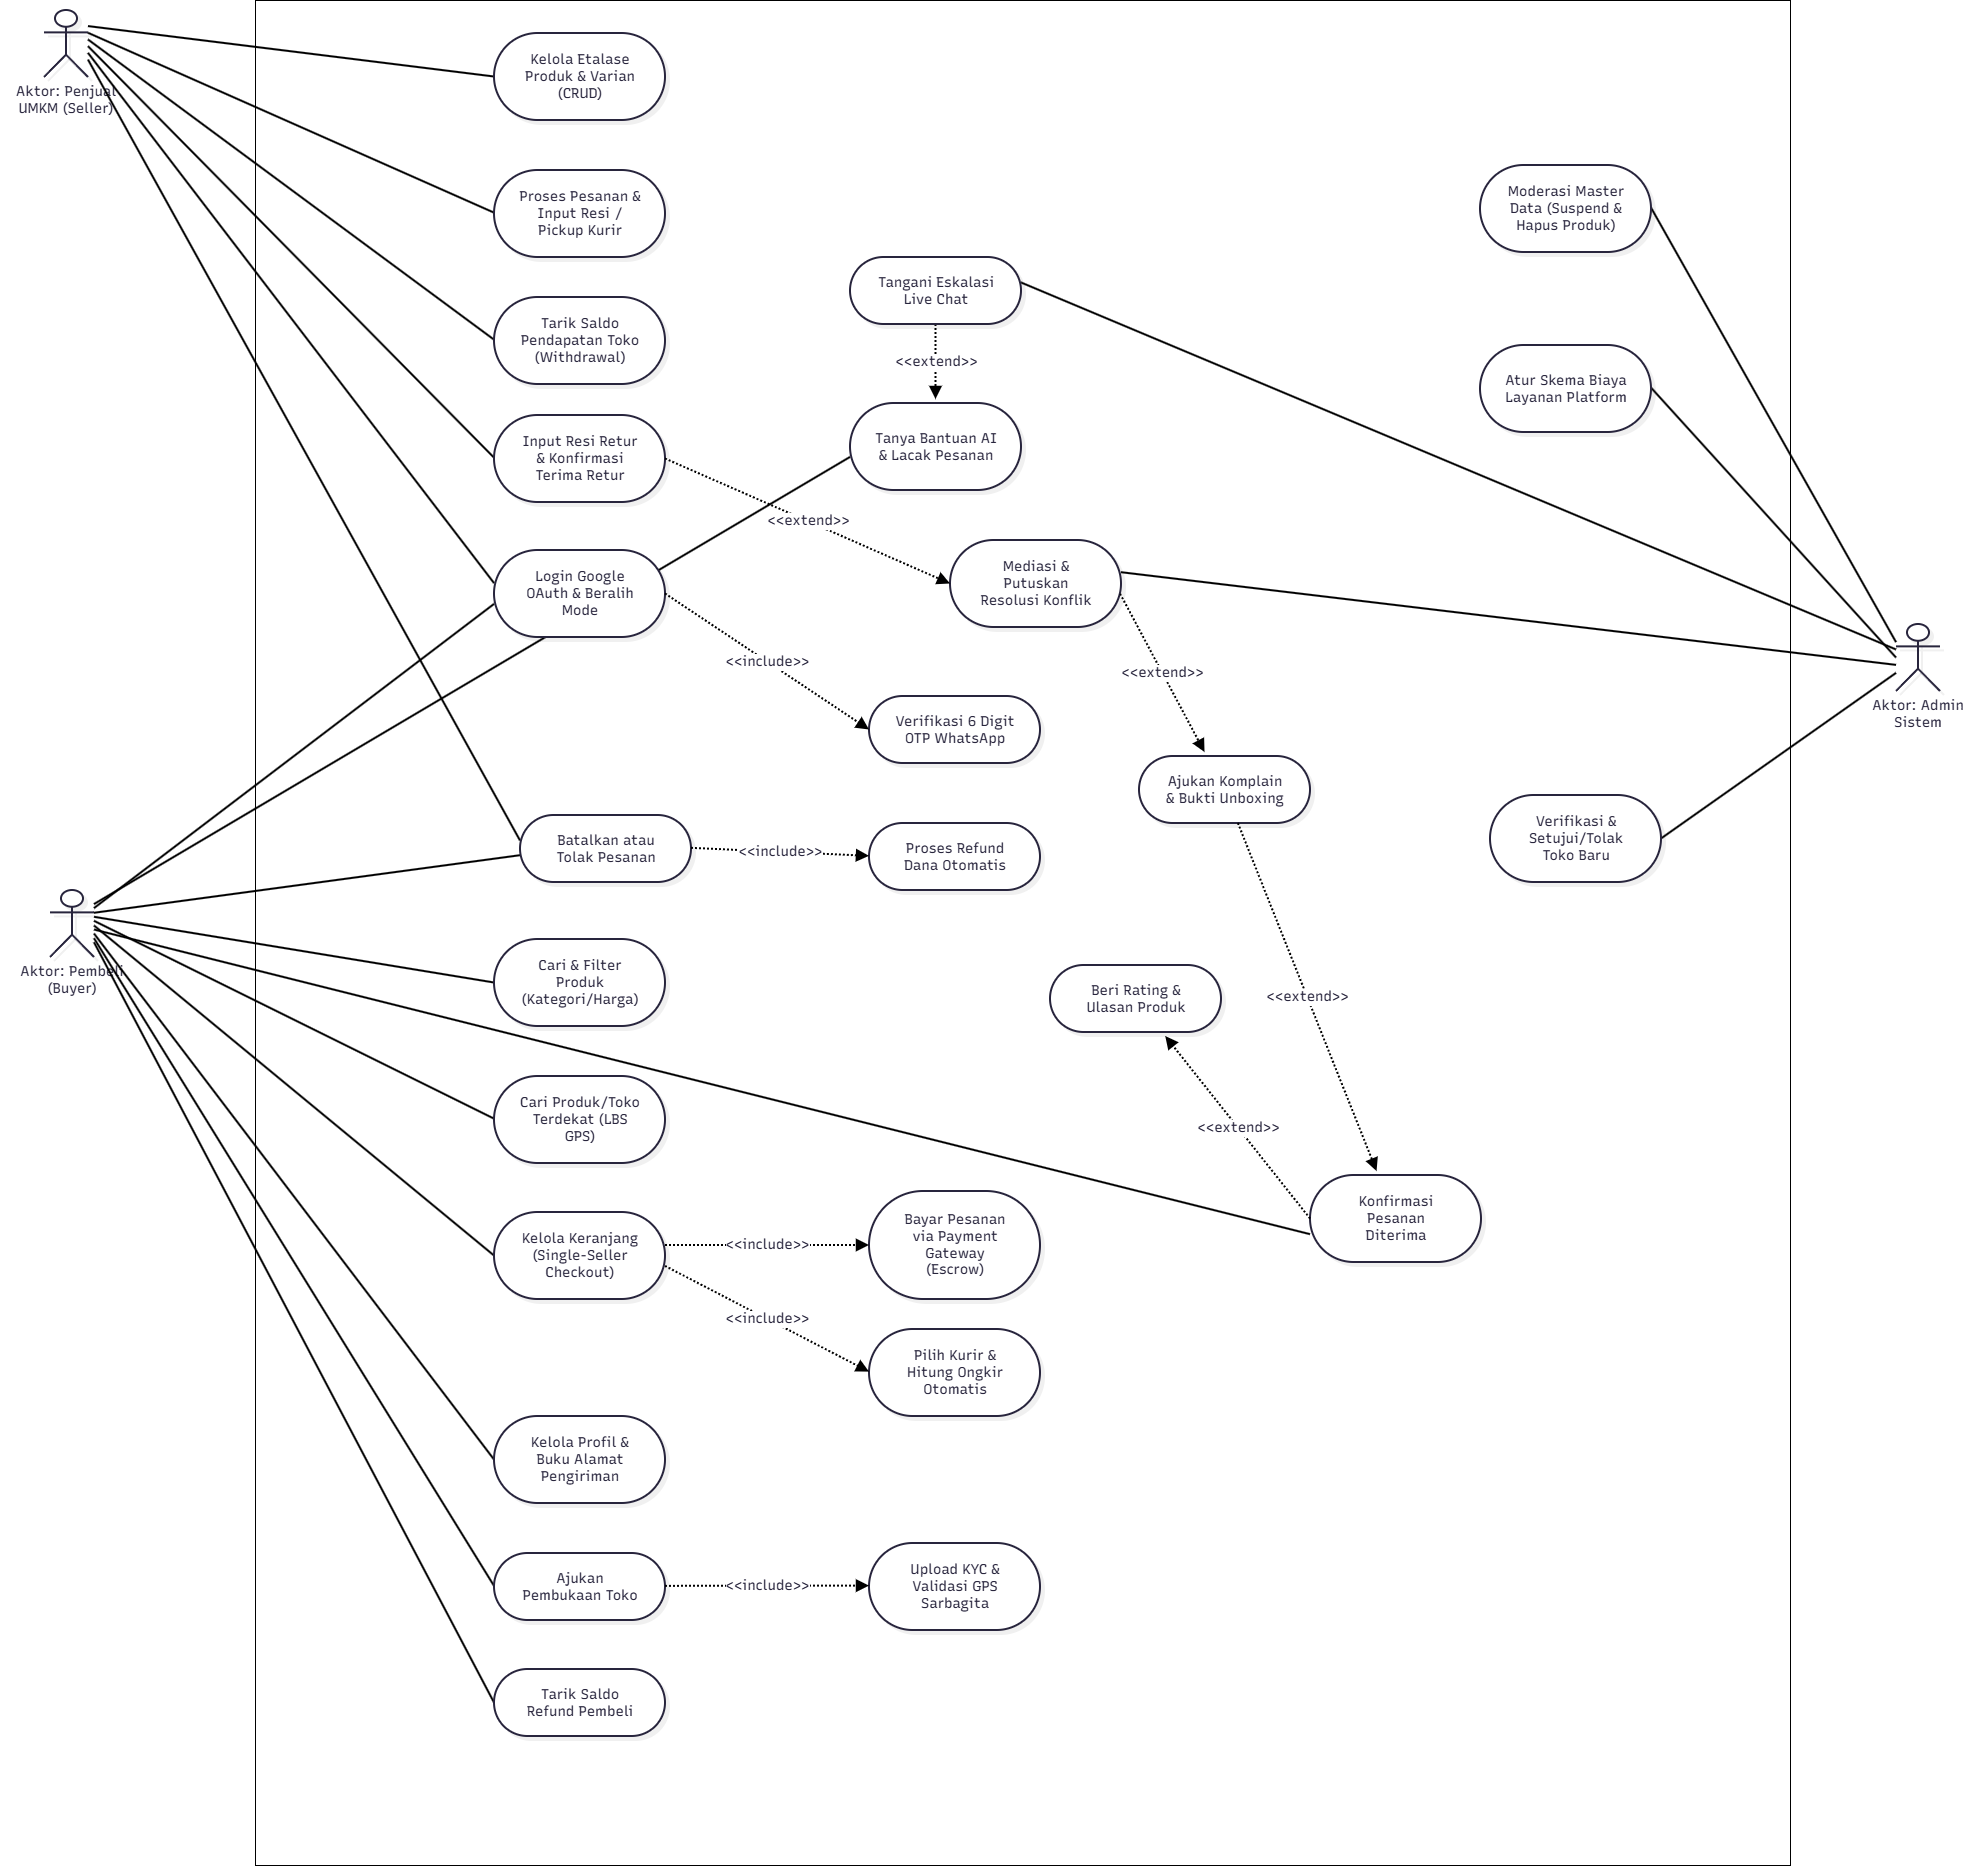 Aktor: Penjual
UMKM (Seller)
Kelola Etalase
Produk & Varian
(CRUD)
Proses Pesanan &
Input Resi /
Pickup Kurir
Moderasi Master
Data (Suspend &
Hapus Produk)
Tangani Eskalasi
Live Chat
Tarik Saldo
Pendapatan Toko
(Withdrawal)
<<extend>>
Atur Skema Biaya
Layanan Platform
Input Resi Retur
& Konfirmasi
Terima Retur
Tanya Bantuan AI
& Lacak Pesanan
<<extend>>
Login Google
OAuth & Beralih
Mode
Mediasi &
Putuskan
Resolusi Konflik
<<include>>
<<extend>>
Aktor: Admin
Sistem
Verifikasi 6 Digit
OTP WhatsApp
Ajukan Komplain
& Bukti Unboxing
Verifikasi &
Setujui/Tolak
Toko Baru
Batalkan atau
Tolak Pesanan
<<include>>
Proses Refund
Dana Otomatis
Aktor: Pembeli
(Buyer)
Cari & Filter
Produk
(Kategori/Harga)
Beri Rating &
Ulasan Produk
<<extend>>
Cari Produk/Toko
Terdekat (LBS
GPS)
<<extend>>
Konfirmasi
Pesanan
Diterima
Kelola Keranjang
(Single-Seller
Checkout)
<<include>>
Bayar Pesanan
via Payment
Gateway
(Escrow)
<<include>>
Pilih Kurir &
Hitung Ongkir
Otomatis
Kelola Profil &
Buku Alamat
Pengiriman
Ajukan
Pembukaan Toko
<<include>>
Upload KYC &
Validasi GPS
Sarbagita
Tarik Saldo
Refund Pembeli